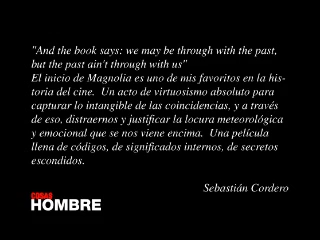 "And the book says: we may be through with the past,
but the past ain't through with us"
El inicio de Magnolia es uno de mis favoritos en la his-
toria del cine. Un acto de virtuosismo absoluto para
capturar lo intangible de las coincidencias, y a través
de eso, distraernos y justificar la locura meteorológica
y emocional que se nos viene encima. Una película
llena de códigos, de significados internos, de secretos
escondidos.
Sebastián Cordero
COSAS
HOMBRE